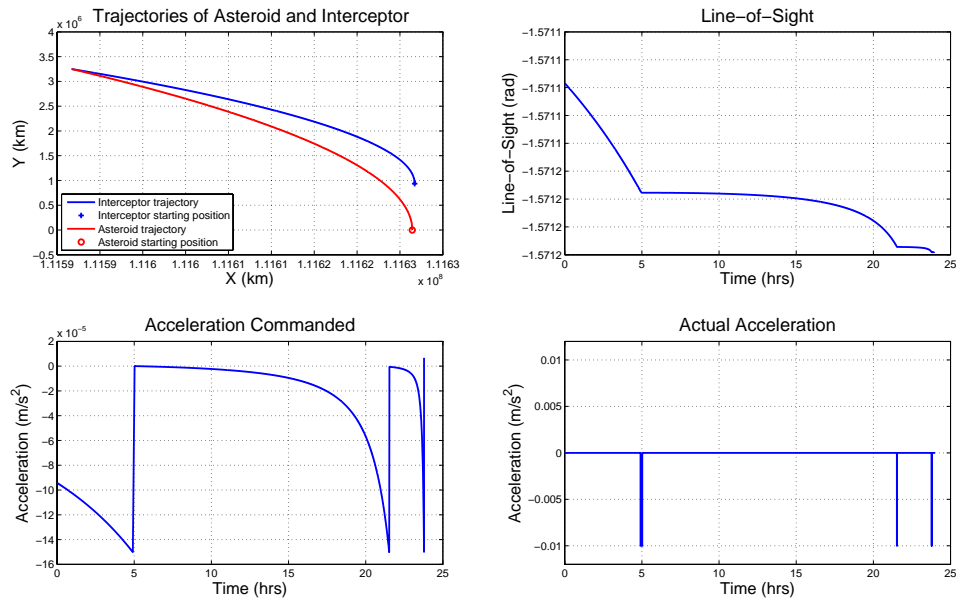 Trajectories of Asteroid and Interceptor
x 10^6
4
3.5
3
2.5
2
1.5
1
0.5
0
−0.5
Y (km)
Interceptor trajectory
Interceptor starting position
Asteroid trajectory
Asteroid starting position
1.1159 1.1159 1.116 1.116 1.1161 1.1161 1.1162 1.1162 1.1163 1.1163
X (km)
x 10^8
Line−of−Sight
−1.5711
−1.5711
−1.5711
−1.5711
−1.5712
−1.5712
−1.5712
Line−of−Sight (rad)
0 5 10 15 20 25
Time (hrs)
Acceleration Commanded
x 10^−5
2
0
−2
−4
−6
−8
−10
−12
−14
−16
Acceleration (m/s^2)
0 5 10 15 20 25
Time (hrs)
Actual Acceleration
0.01
0.005
0
−0.005
−0.01
Acceleration (m/s^2)
0 5 10 15 20 25
Time (hrs)